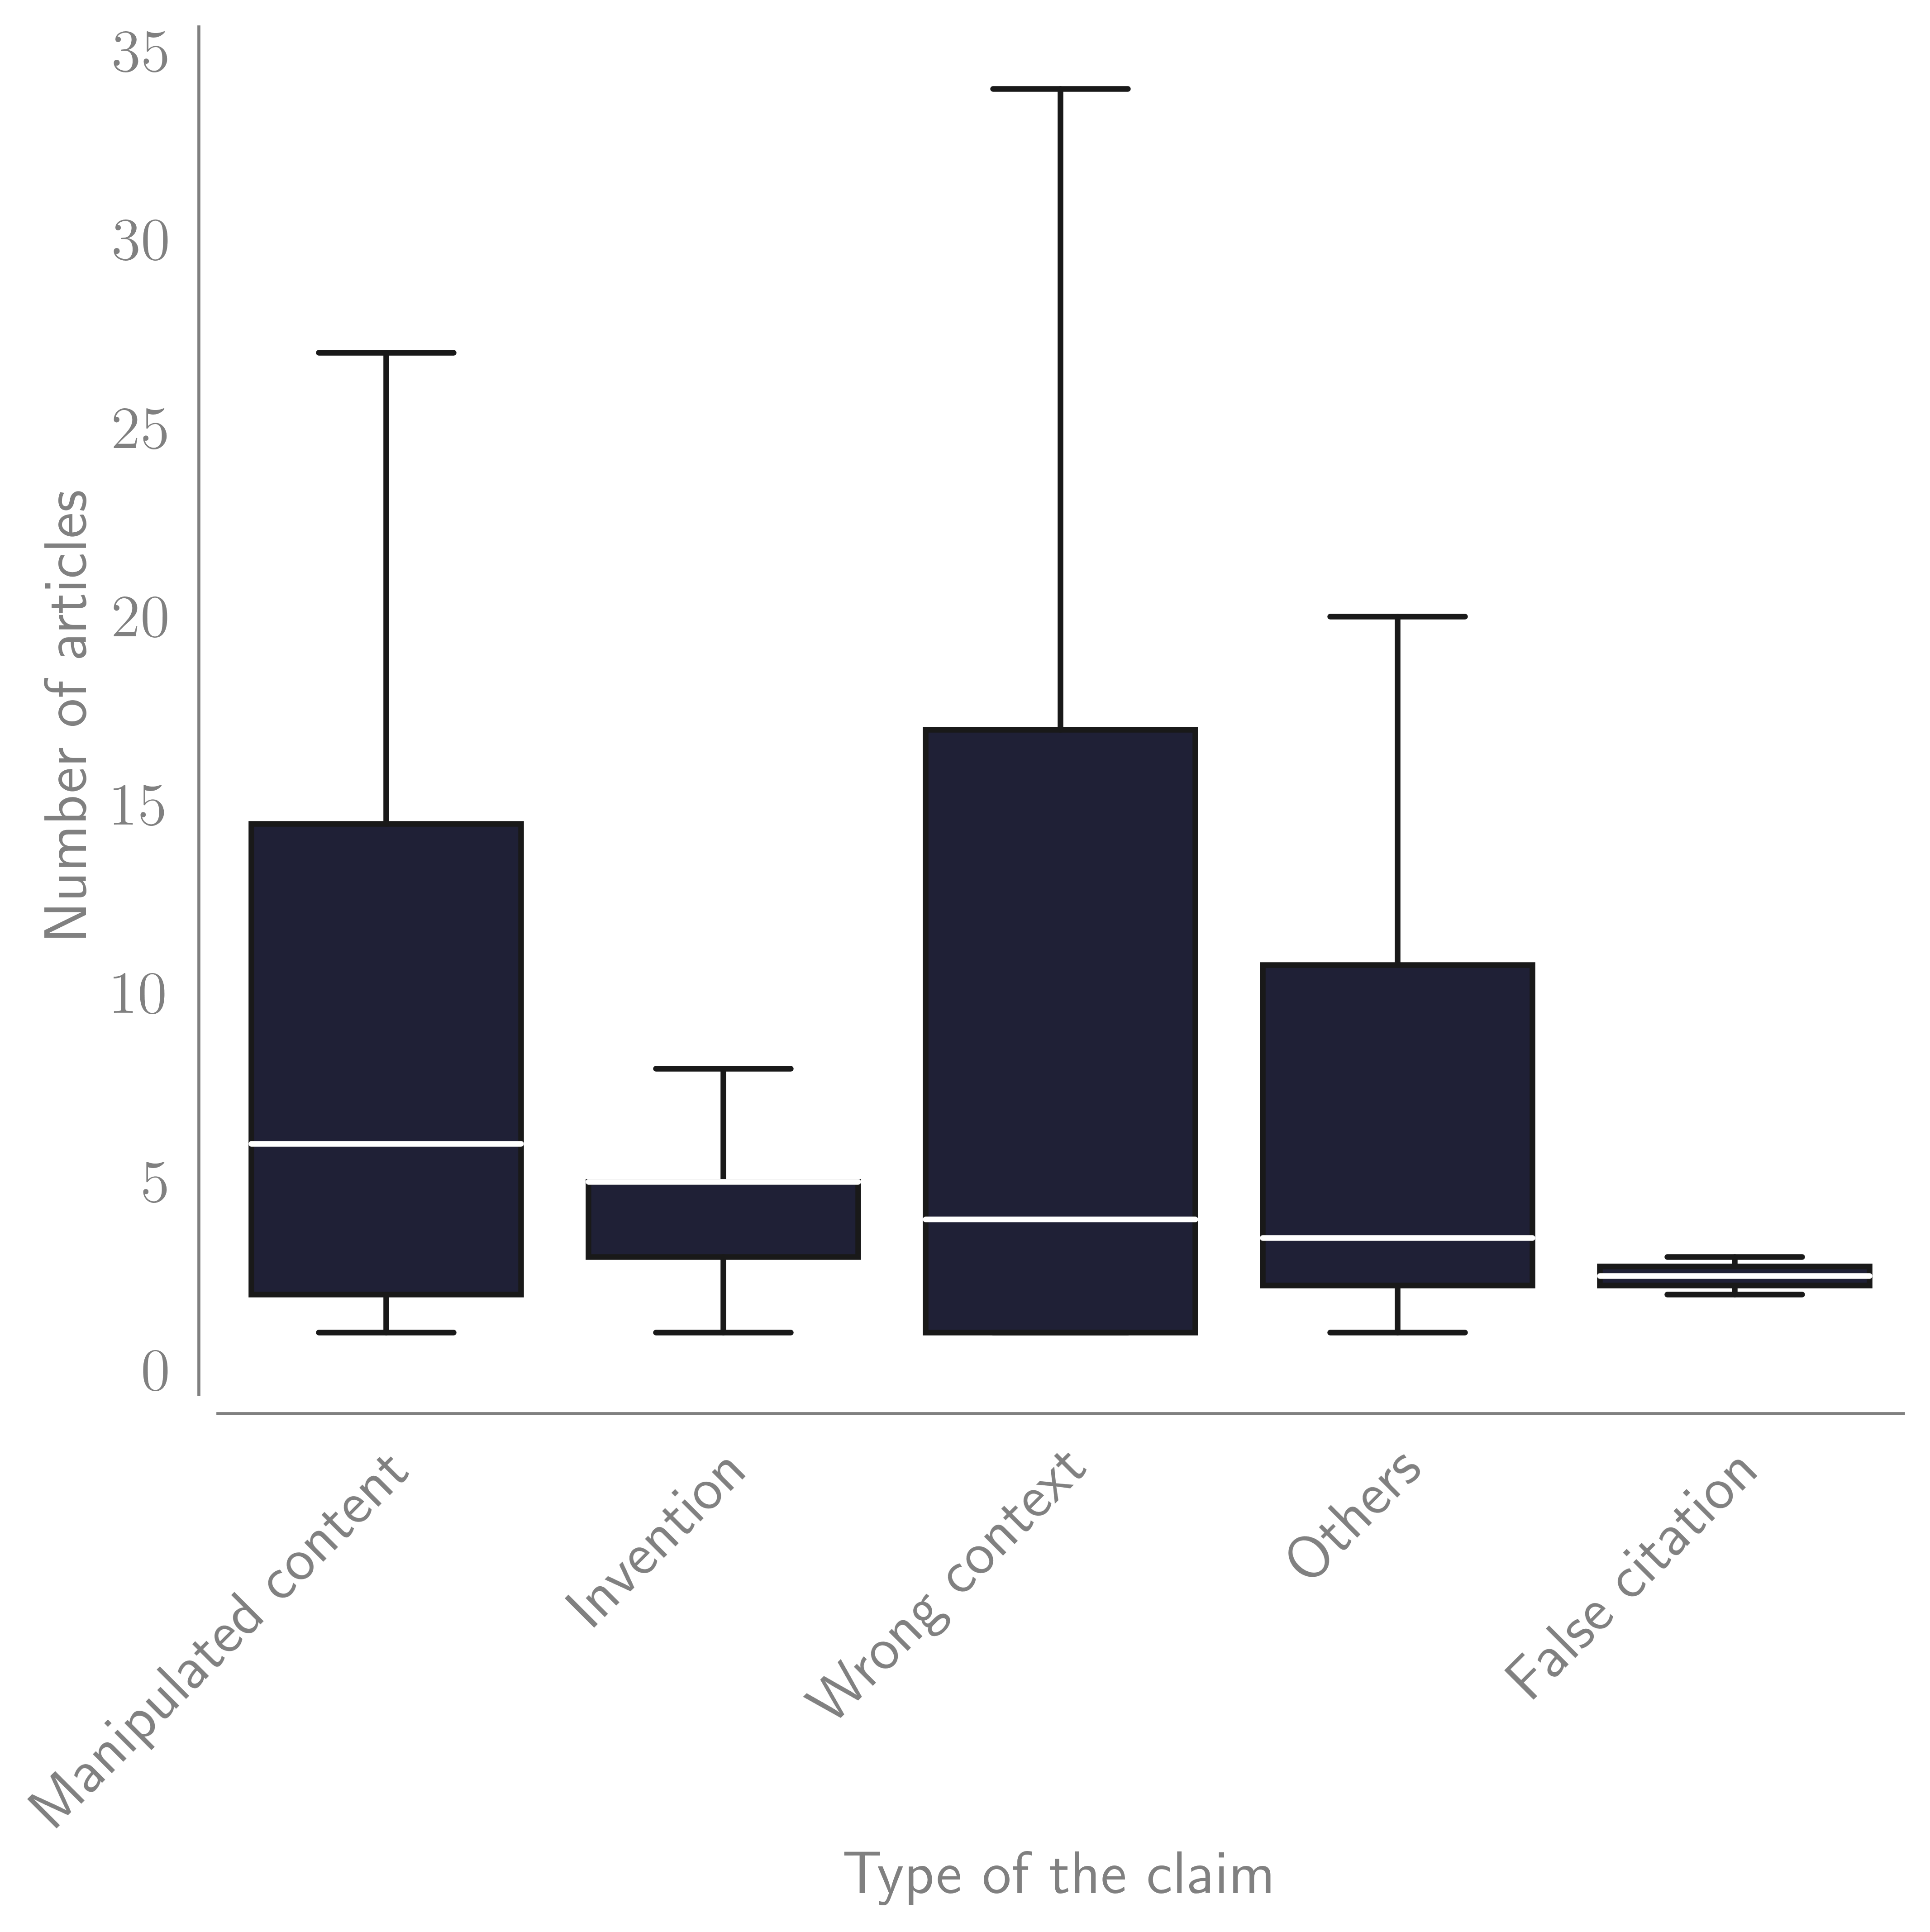 35
30
25
20
15
10
5
0
Number of articles
Manipulated content
Invention
Wrong context
Others
False citation
Type of the claim